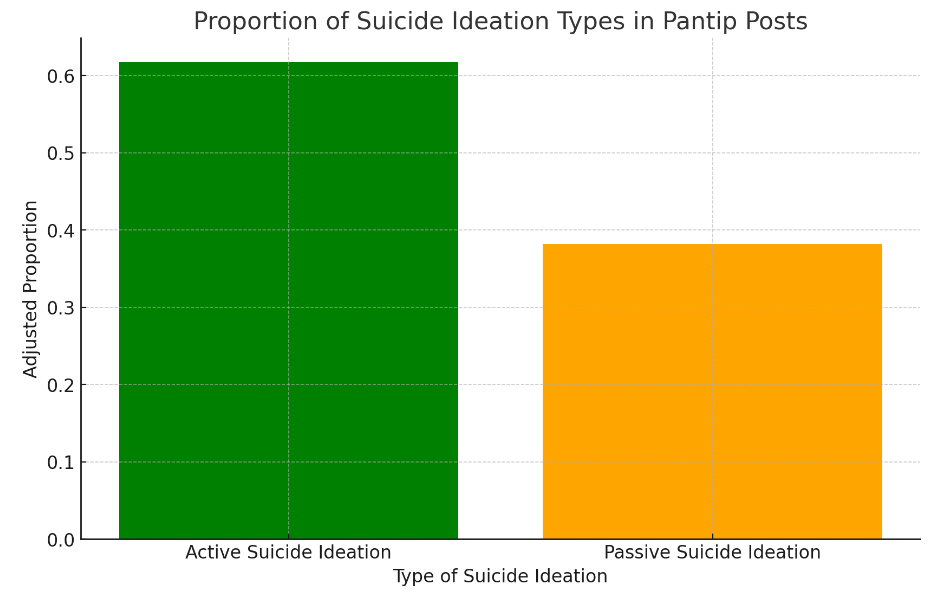 Proportion of Suicide Ideation Types in Pantip Posts
0.6
0.5
0.4
0.3
0.2
0.1
0.0
Adjusted Proportion
Active Suicide Ideation
Passive Suicide Ideation
Type of Suicide Ideation